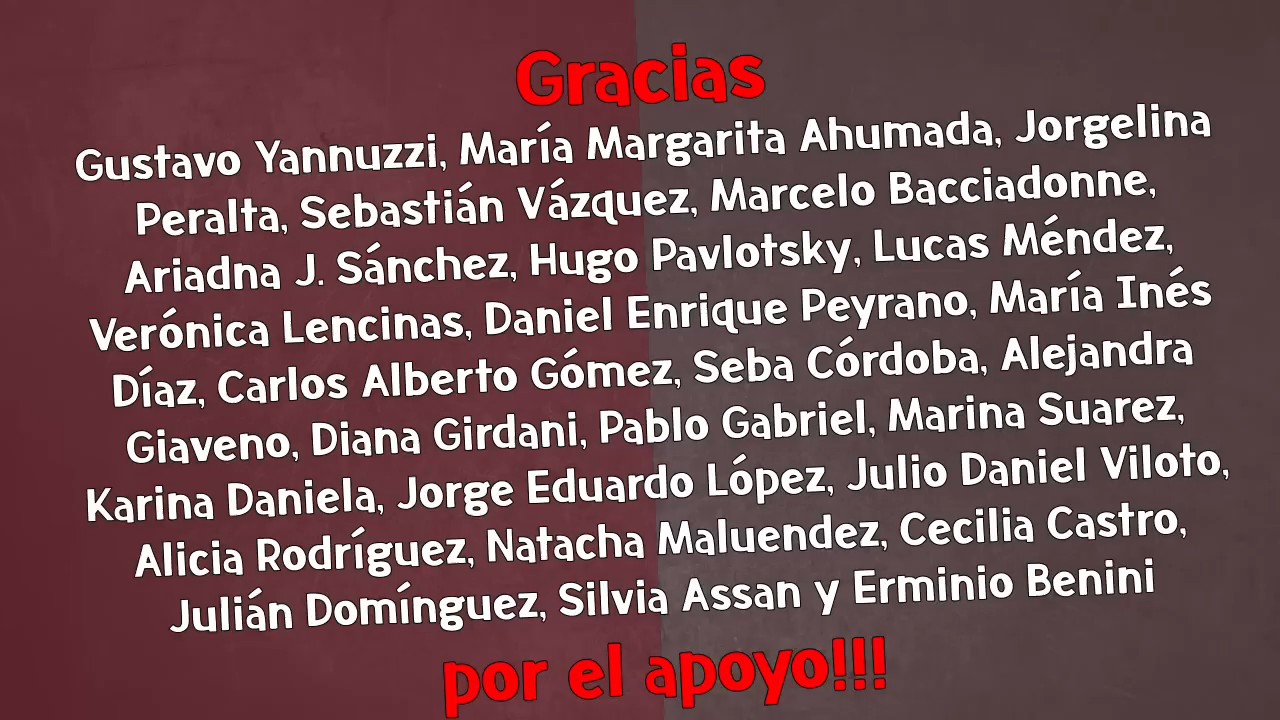 Gracias
Gustavo Yannuzzi, María Margarita Ahumada, Jorgelina
Peralta, Sebastián Vázquez, Marcelo Bacciadonne,
Ariadna J. Sánchez, Hugo Pavlotsky, Lucas Méndez,
Verónica Lencinas, Daniel Enrique Peyrano, María Inés
Díaz, Carlos Alberto Gómez, Seba Córdoba, Alejandra
Giaveno, Diana Girdani, Pablo Gabriel, Marina Suarez,
Karina Daniela, Jorge Eduardo López, Julio Daniel Viloto,
Alicia Rodríguez, Natacha Maluendez, Cecilia Castro,
Julián Domínguez, Silvia Assan y Erminio Benini
por el apoyo!!!